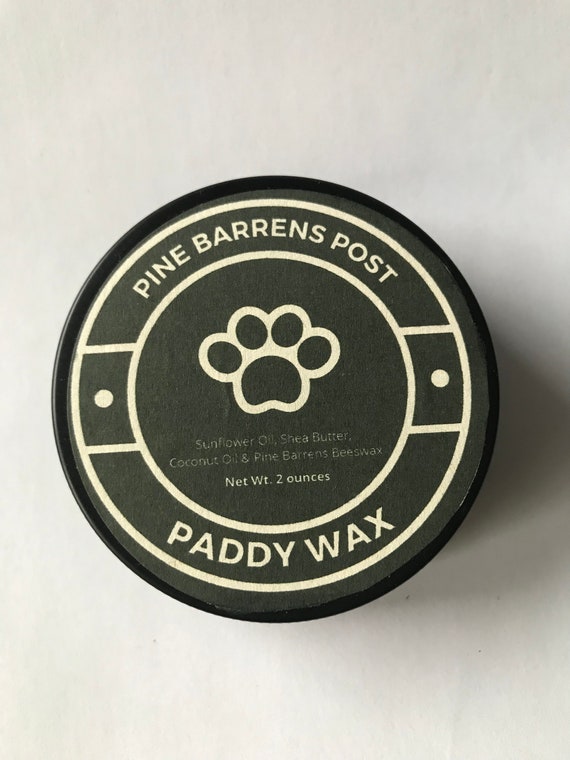 PINE BARRENS POST
Sunflower Oil, Shea Butter,
Coconut Oil & Pine Barrens Beeswax
Net Wt. 2 ounces
PADDY WAX